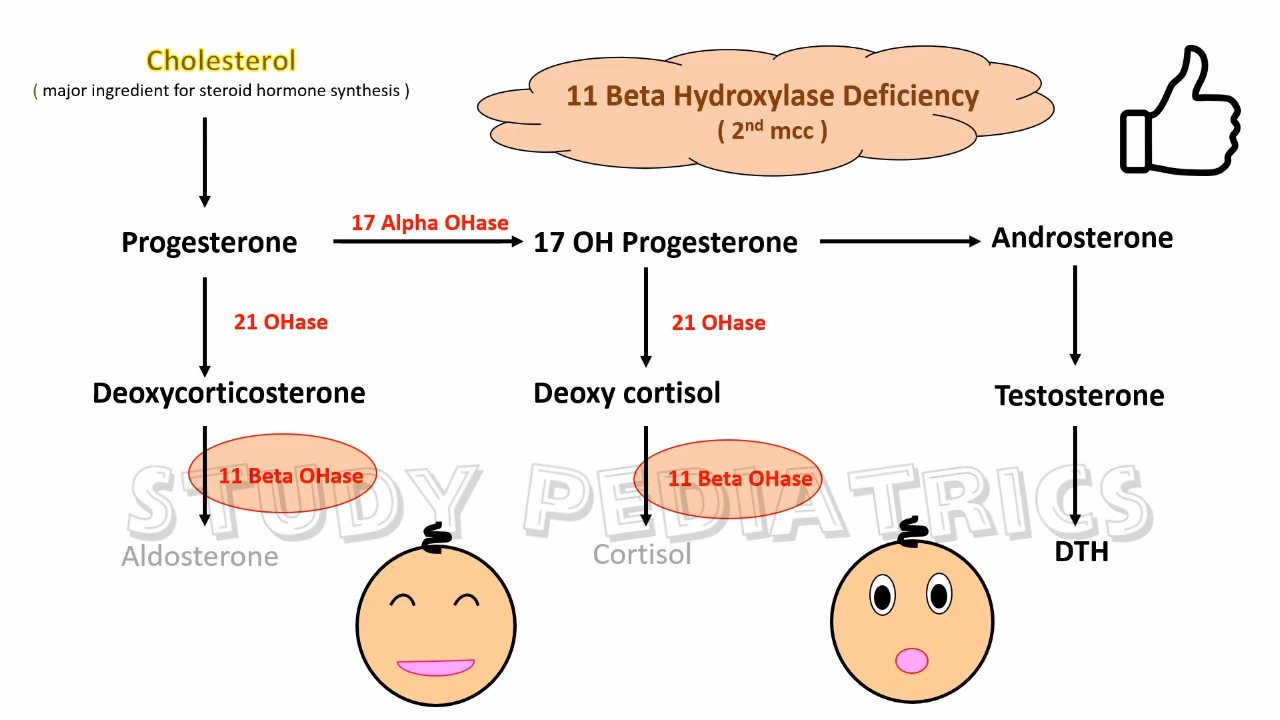 Cholesterol
( major ingredient for steroid hormone synthesis )
11 Beta Hydroxylase Deficiency
( 2nd mcc )
Progesterone
17 Alpha OHase
17 OH Progesterone
Androsterone
21 OHase
21 OHase
Deoxycorticosterone
Deoxy cortisol
Testosterone
11 Beta OHase
11 Beta OHase
STUDY PEDIATRICS
Aldosterone
Cortisol
DTH